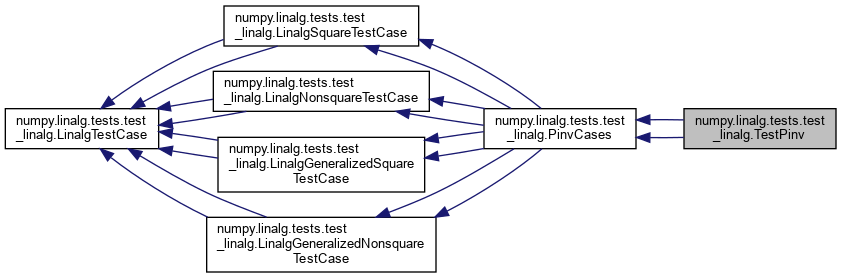 numpy.linalg.tests.test
_linalg.LinalgSquareTestCase
numpy.linalg.tests.test
_linalg.LinalgNonsquareTestCase
numpy.linalg.tests.test
_linalg.LinalgTestCase
numpy.linalg.tests.test
_linalg.PinvCases
numpy.linalg.tests.test
_linalg.TestPinv
numpy.linalg.tests.test
_linalg.LinalgGeneralizedSquare
TestCase
numpy.linalg.tests.test
_linalg.LinalgGeneralizedNonsquare
TestCase